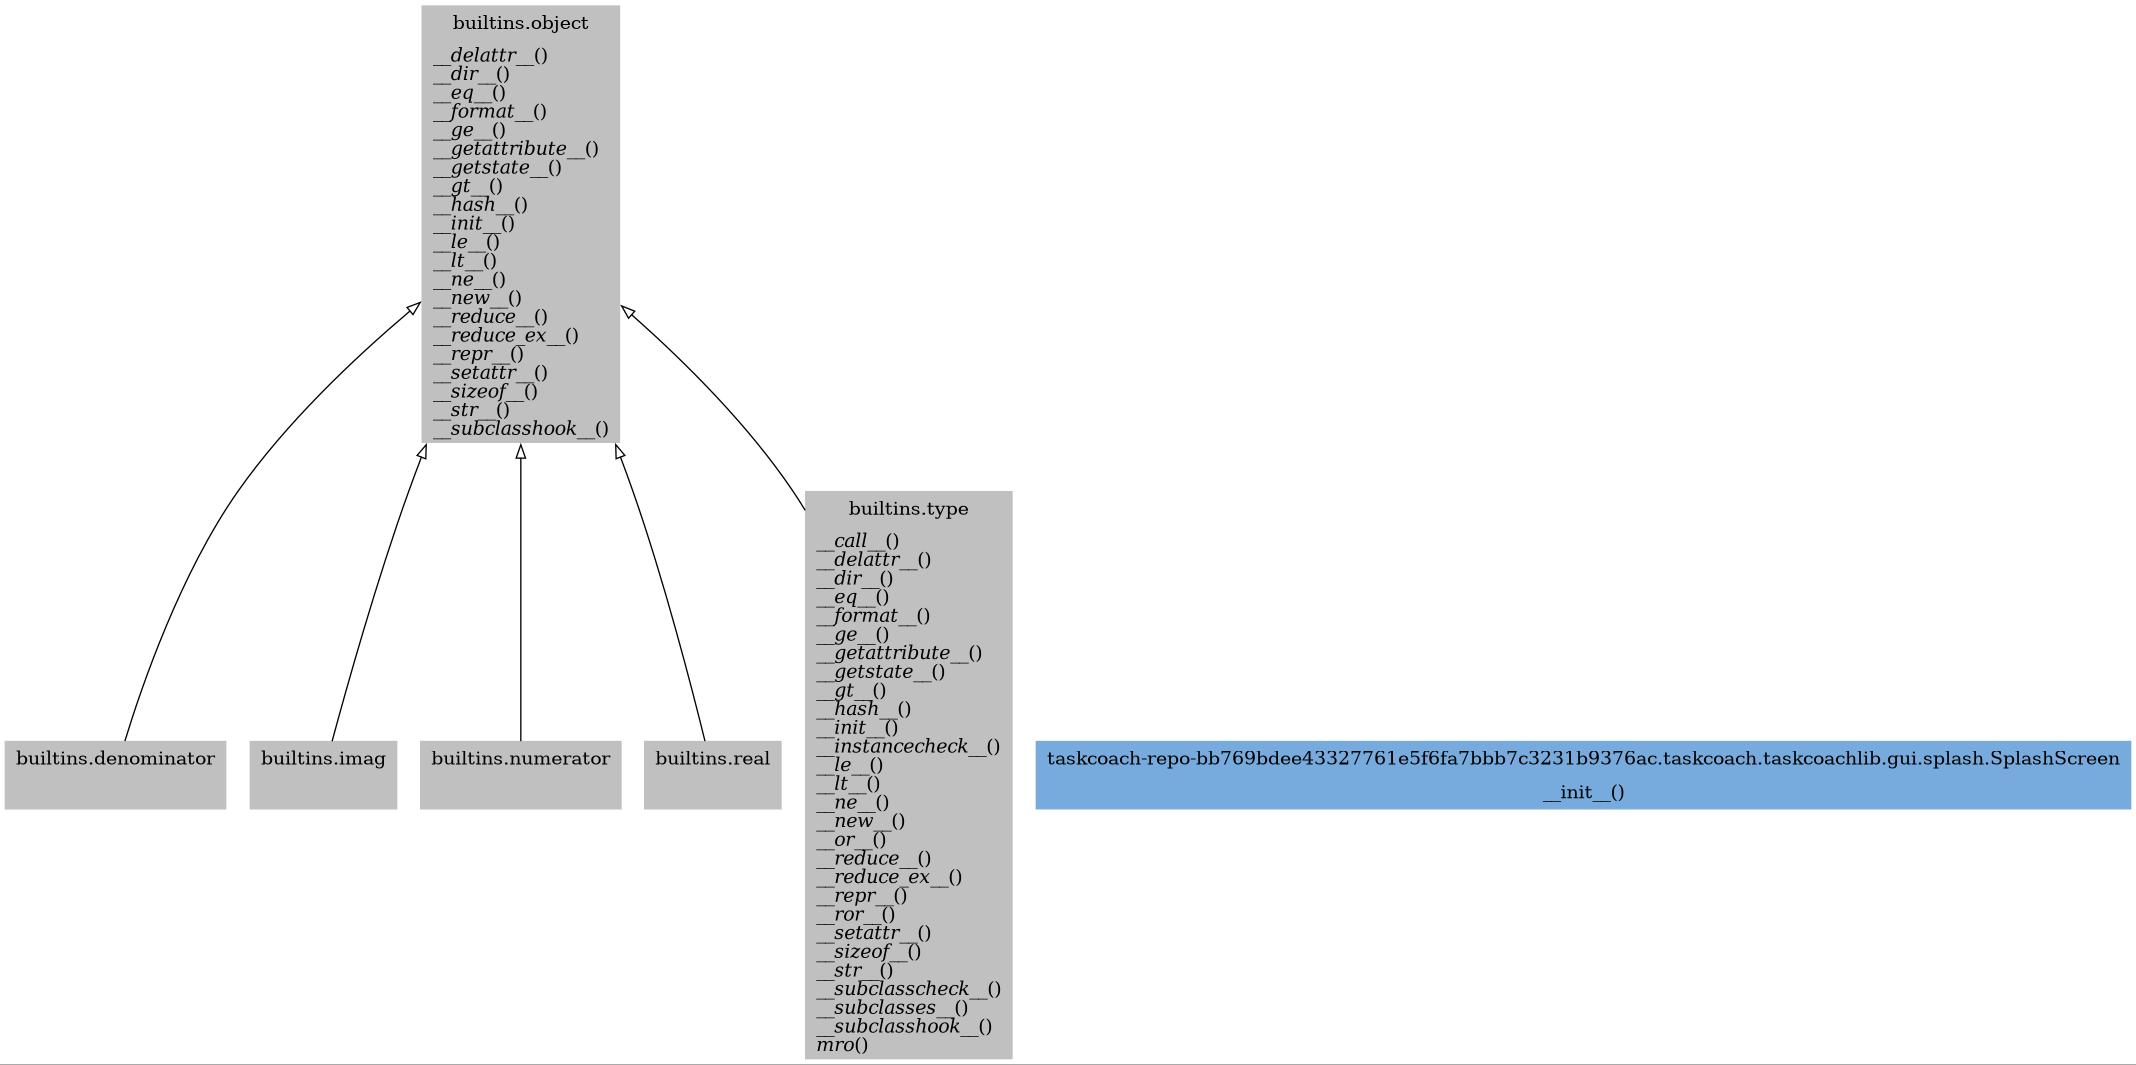 builtins.object
__delattr__()
__dir__()
__eq__()
__format__()
__ge__()
__getattribute__()
__getstate__()
__gt__()
__hash__()
__init__()
__le__()
__lt__()
__ne__()
__new__()
__reduce__()
__reduce_ex__()
__repr__()
__setattr__()
__sizeof__()
__str__()
__subclasshook__()
builtins.denominator
builtins.imag
builtins.numerator
builtins.real
builtins.type
__call__()
__delattr__()
__dir__()
__eq__()
__format__()
__ge__()
__getattribute__()
__getstate__()
__gt__()
__hash__()
__init__()
__instancecheck__()
__le__()
__lt__()
__ne__()
__new__()
__or__()
__reduce__()
__reduce_ex__()
__repr__()
__ror__()
__setattr__()
__sizeof__()
__str__()
__subclasscheck__()
__subclasses__()
__subclasshook__()
mro()
taskcoach-repo-bb769bdee43327761e5f6fa7bbb7c3231b9376ac.taskcoach.taskcoachlib.gui.splash.SplashScreen
__init__()